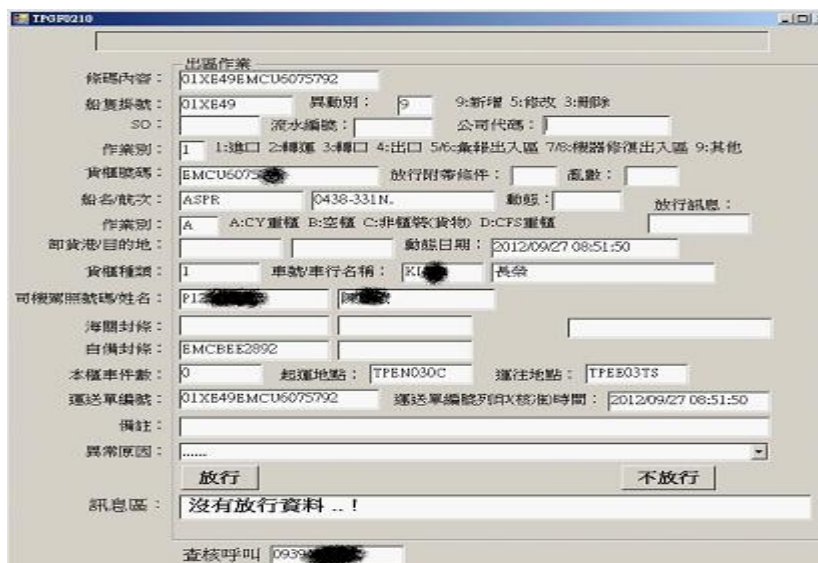 TPGF0210
出區作業
條碼內容： 01XE49EMCU6075792
船隻掛號： 01XE49 異動別： 9 9:新增 5:修改 3:刪除
SO： 流水編號： 公司代碼：
作業別： 1 1:進口 2:轉運 3:轉口 4:出口 5/6:彙報出入區 7/8:機器修復出入區 9:其他
貨櫃號碼： EMCU6075 放行附帶條件： 亂數：
船名/航次： ASPR 0438-331N. 動態： 放行訊息：
作業別： A A:CY重櫃 B:空櫃 C:非櫃裝(貨物) D:CFS重櫃
卸貨港/目的地： 動態日期： 2012/09/27 08:51:50
貨櫃種類： 1 車號/車行名稱： 長榮
司機駕照號碼/姓名： P12 陳
海關封條：
自備封條： EMCBEE2892
本櫃車件數： 0 起運地點： TPEN030C 運往地點： TPEE03TS
運送單編號： 01XE49EMCU6075792 運送單編號列印(核准)時間： 2012/09/27 08:51:50
備註：
異常原因： ......
放行 不放行
訊息區： 沒有放行資料 .. !
查核呼叫 0939